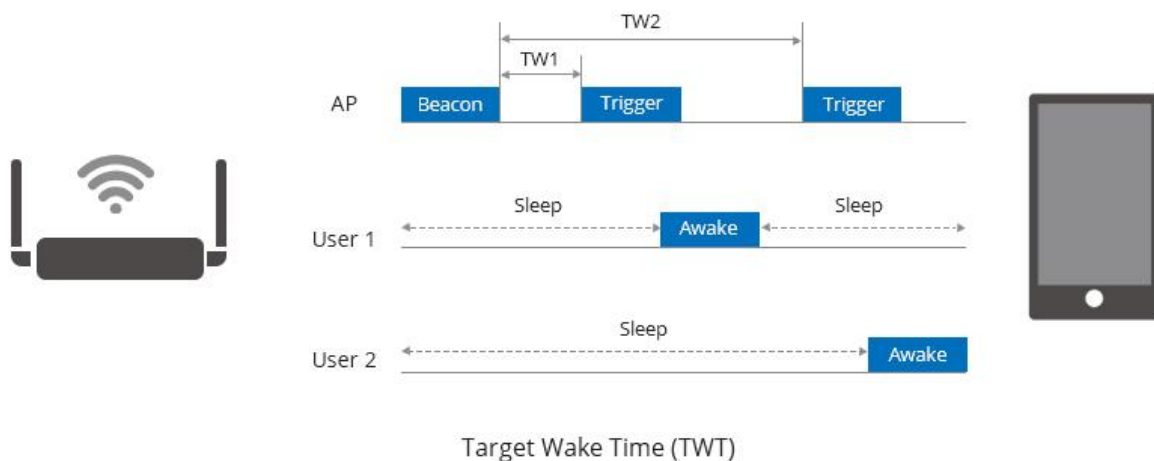 TW2
TW1
AP
Beacon
Trigger
Trigger
Sleep
Sleep
User 1
Awake
Sleep
User 2
Awake
Target Wake Time (TWT)